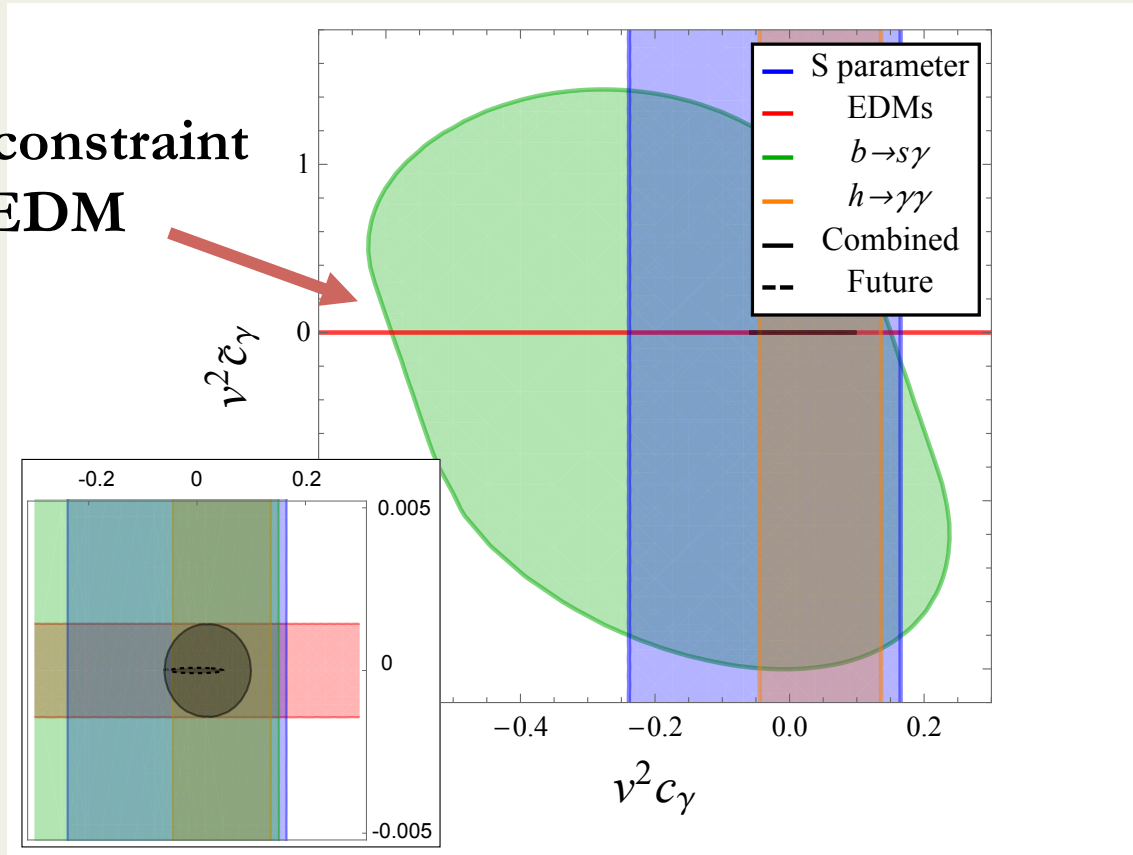 constraint
EDM
S parameter
EDMs
b→sγ
h→γγ
Combined
Future
1
0
v²c̃γ
-0.2 0 0.2
0.005
0
-0.005
−0.4 −0.2 0.0 0.2
v²cγ